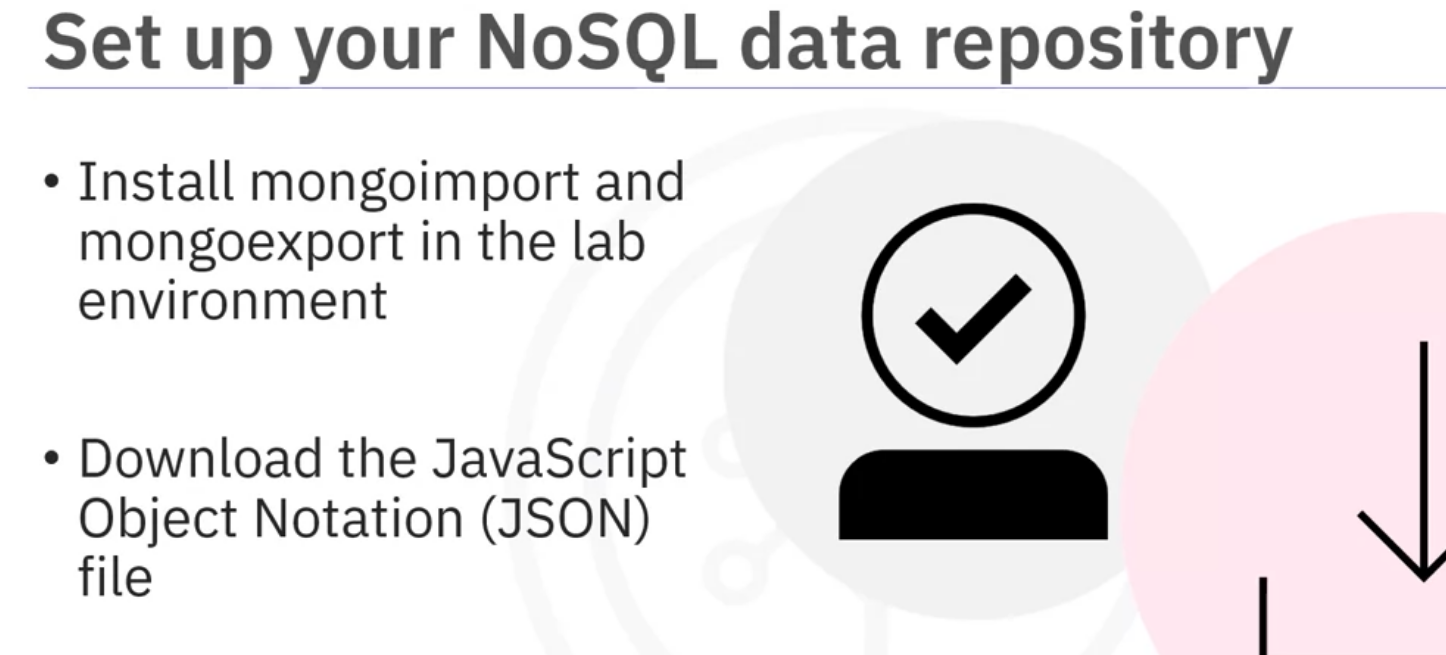 Set up your NoSQL data repository
• Install mongoimport and
mongoexport in the lab
environment
• Download the JavaScript
Object Notation (JSON)
file